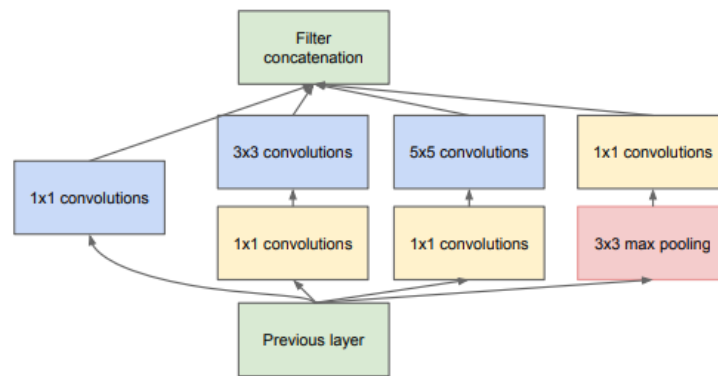 Filter
concatenation
3x3 convolutions
5x5 convolutions
1x1 convolutions
1x1 convolutions
1x1 convolutions
1x1 convolutions
3x3 max pooling
Previous layer